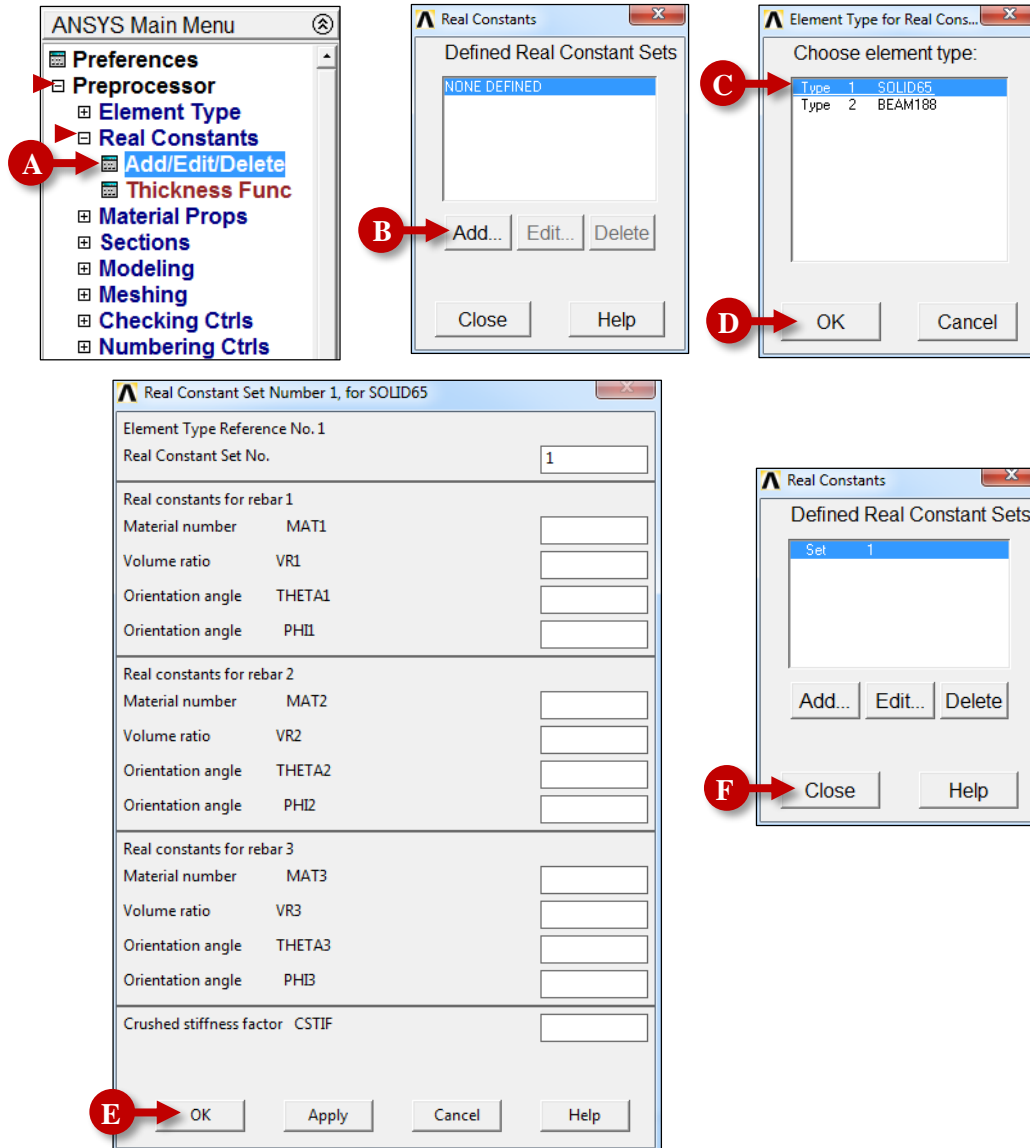 ANSYS Main Menu
Preferences
Preprocessor
Element Type
Real Constants
A
Add/Edit/Delete
Thickness Func
Material Props
Sections
Modeling
Meshing
Checking Ctrls
Numbering Ctrls
Real Constants
Defined Real Constant Sets
NONE DEFINED
B
Add... Edit... Delete
Close Help
Element Type for Real Cons...
Choose element type:
C
Type 1 SOLID65
Type 2 BEAM188
D
OK Cancel
Real Constant Set Number 1, for SOLID65
Element Type Reference No. 1
Real Constant Set No. 1
Real constants for rebar 1
Material number MAT1
Volume ratio VR1
Orientation angle THETA1
Orientation angle PHI1
Real constants for rebar 2
Material number MAT2
Volume ratio VR2
Orientation angle THETA2
Orientation angle PHI2
Real constants for rebar 3
Material number MAT3
Volume ratio VR3
Orientation angle THETA3
Orientation angle PHI3
Crushed stiffness factor CSTIF
E
OK Apply Cancel Help
Real Constants
Defined Real Constant Sets
Set 1
Add... Edit... Delete
F
Close Help